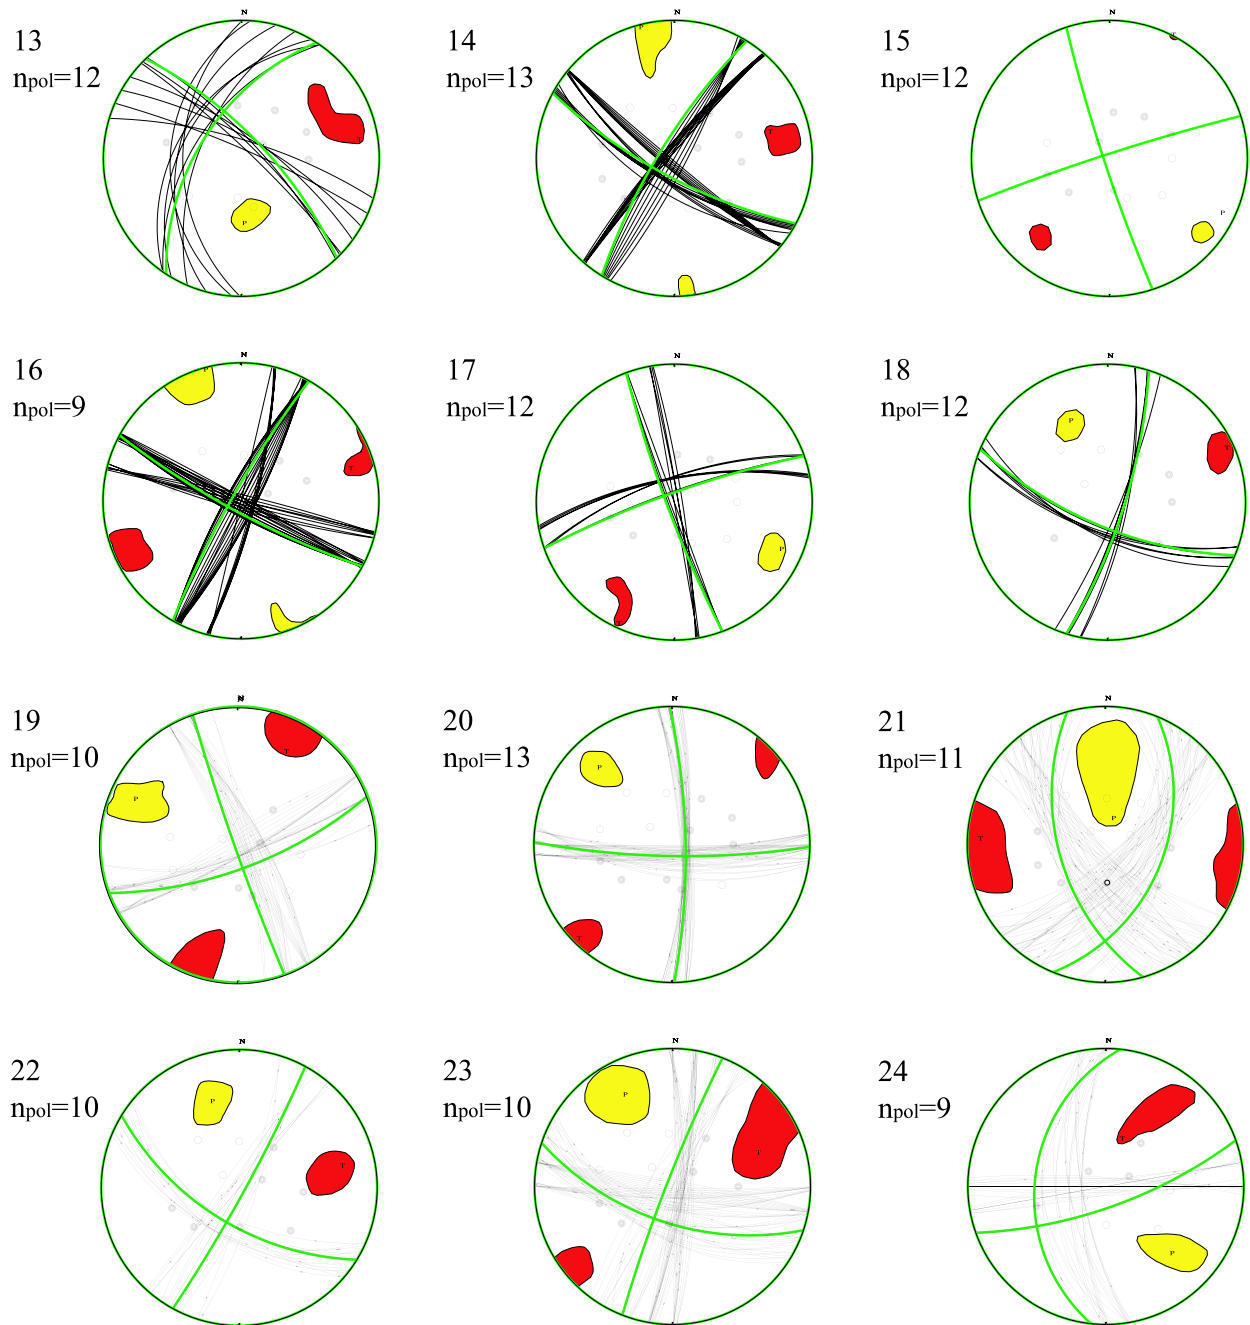 N N N
13 14 15
npol=12 npol=13 npol=12
P T
T P
P
N N N
16 17 18
npol=9 npol=12 npol=12
P T
P T
P T
N N N
19 20 21
npol=10 npol=13 npol=11
T P
P T
P T
N N N
22 23 24
npol=10 npol=10 npol=9
P T
P T
T P